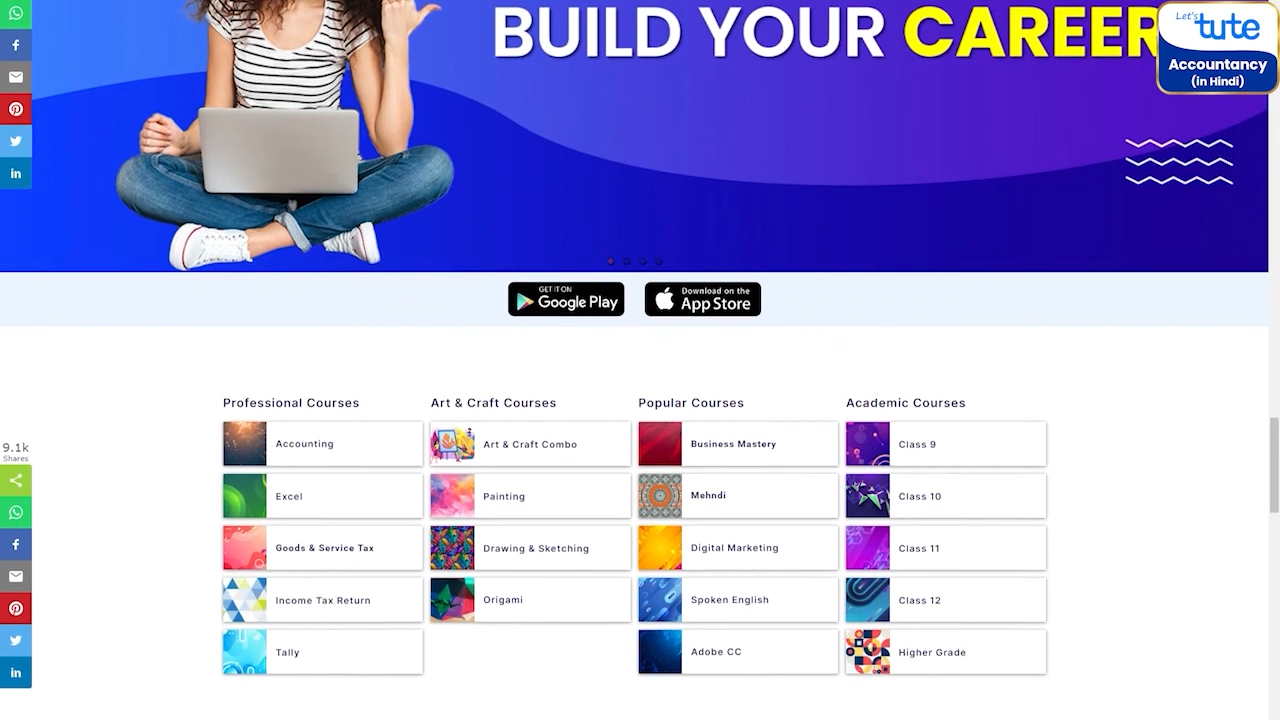 BUILD YOUR CAREER
Let's
tute
Accountancy
(in Hindi)
GET IT ON
Google Play
Download on the
App Store
Professional Courses
Accounting
Excel
Goods & Service Tax
Income Tax Return
Tally
Art & Craft Courses
Art & Craft Combo
Painting
Drawing & Sketching
Origami
Popular Courses
Business Mastery
Mehndi
Digital Marketing
Spoken English
Adobe CC
Academic Courses
Class 9
Class 10
Class 11
Class 12
Higher Grade
9.1k
Shares